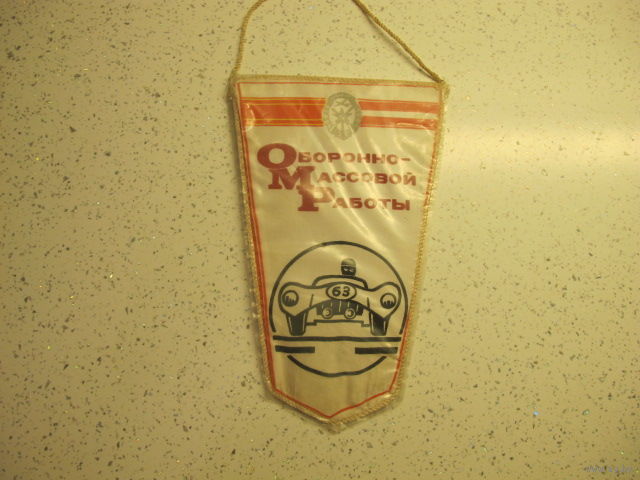 Оборонно-
Массовой
Работы
63